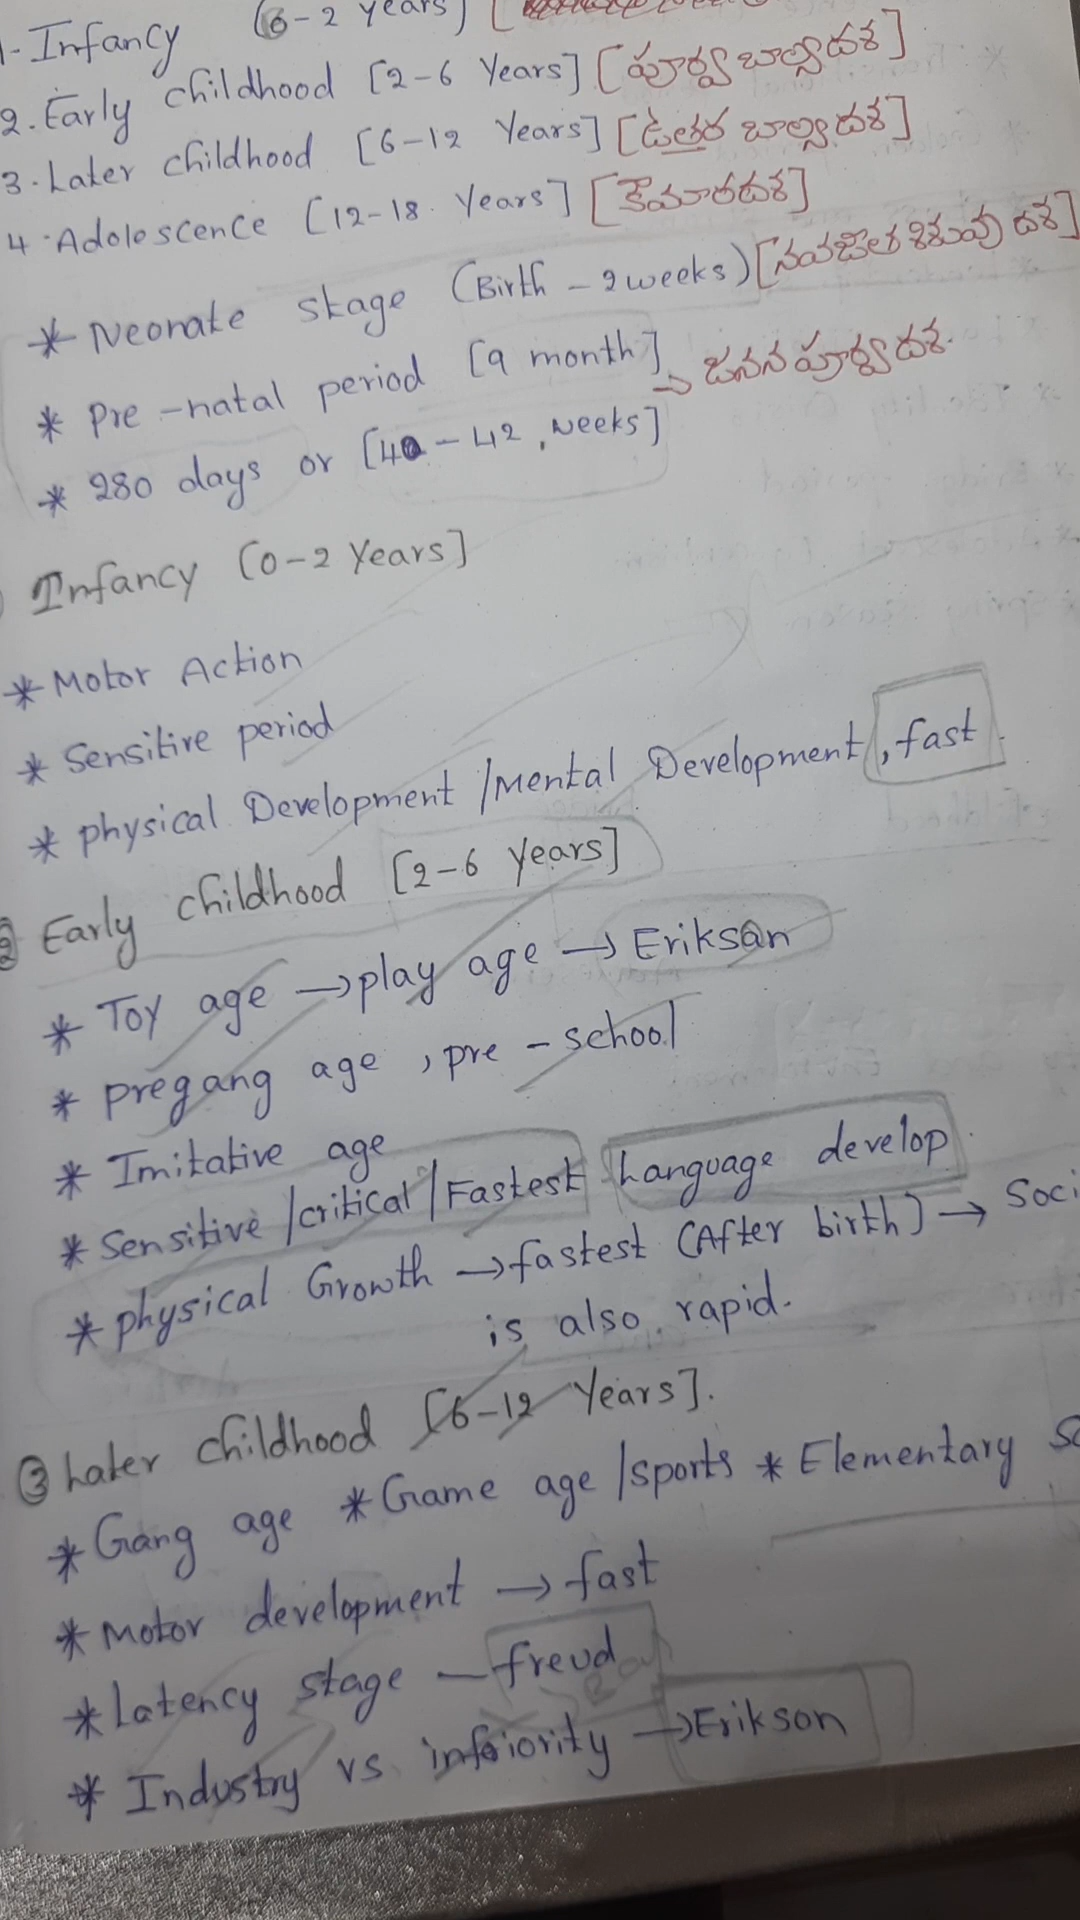 1- Infancy (0-2 years) [
2. Early childhood [2-6 Years] [పూర్వ బాల్యదశ]
3. Later childhood [6-12 Years] [ఉత్తర బాల్యదశ]
4. Adolescence [12-18 Years] [కౌమారదశ]
* Neonate stage (Birth - 2 weeks) [నవజాత శిశువు దశ]
* Pre-natal period [9 month] → జనన పూర్వ దశ.
* 280 days or [40-42, weeks]
Infancy [0-2 Years]
* Motor Action
* Sensitive period
* physical Development / Mental Development, fast.
2 Early childhood [2-6 years]
* Toy age → play age → Eriksan
* pregang age, pre-school
* Imitative age
* Sensitive / critical / Fastest Language develop.
* physical Growth → fastest (After birth) → Soci
is also rapid.
3 Later childhood [6-12 Years].
* Gang age * Game age / sports * Elementary Sc
* Motor development → fast
* Latency stage - freud
* Industry vs. inferiority → Erikson